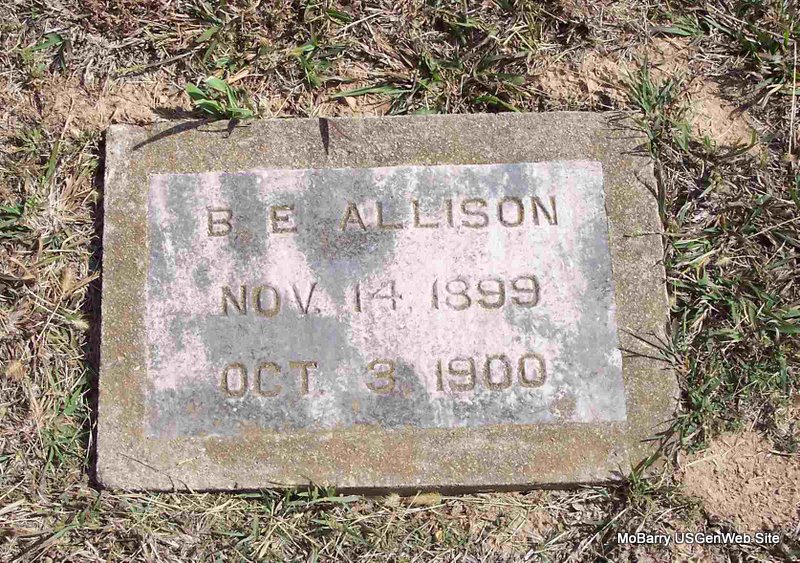 B. E. ALLISON
NOV. 14, 1899
OCT. 3, 1900
MoBarry USGenWeb Site